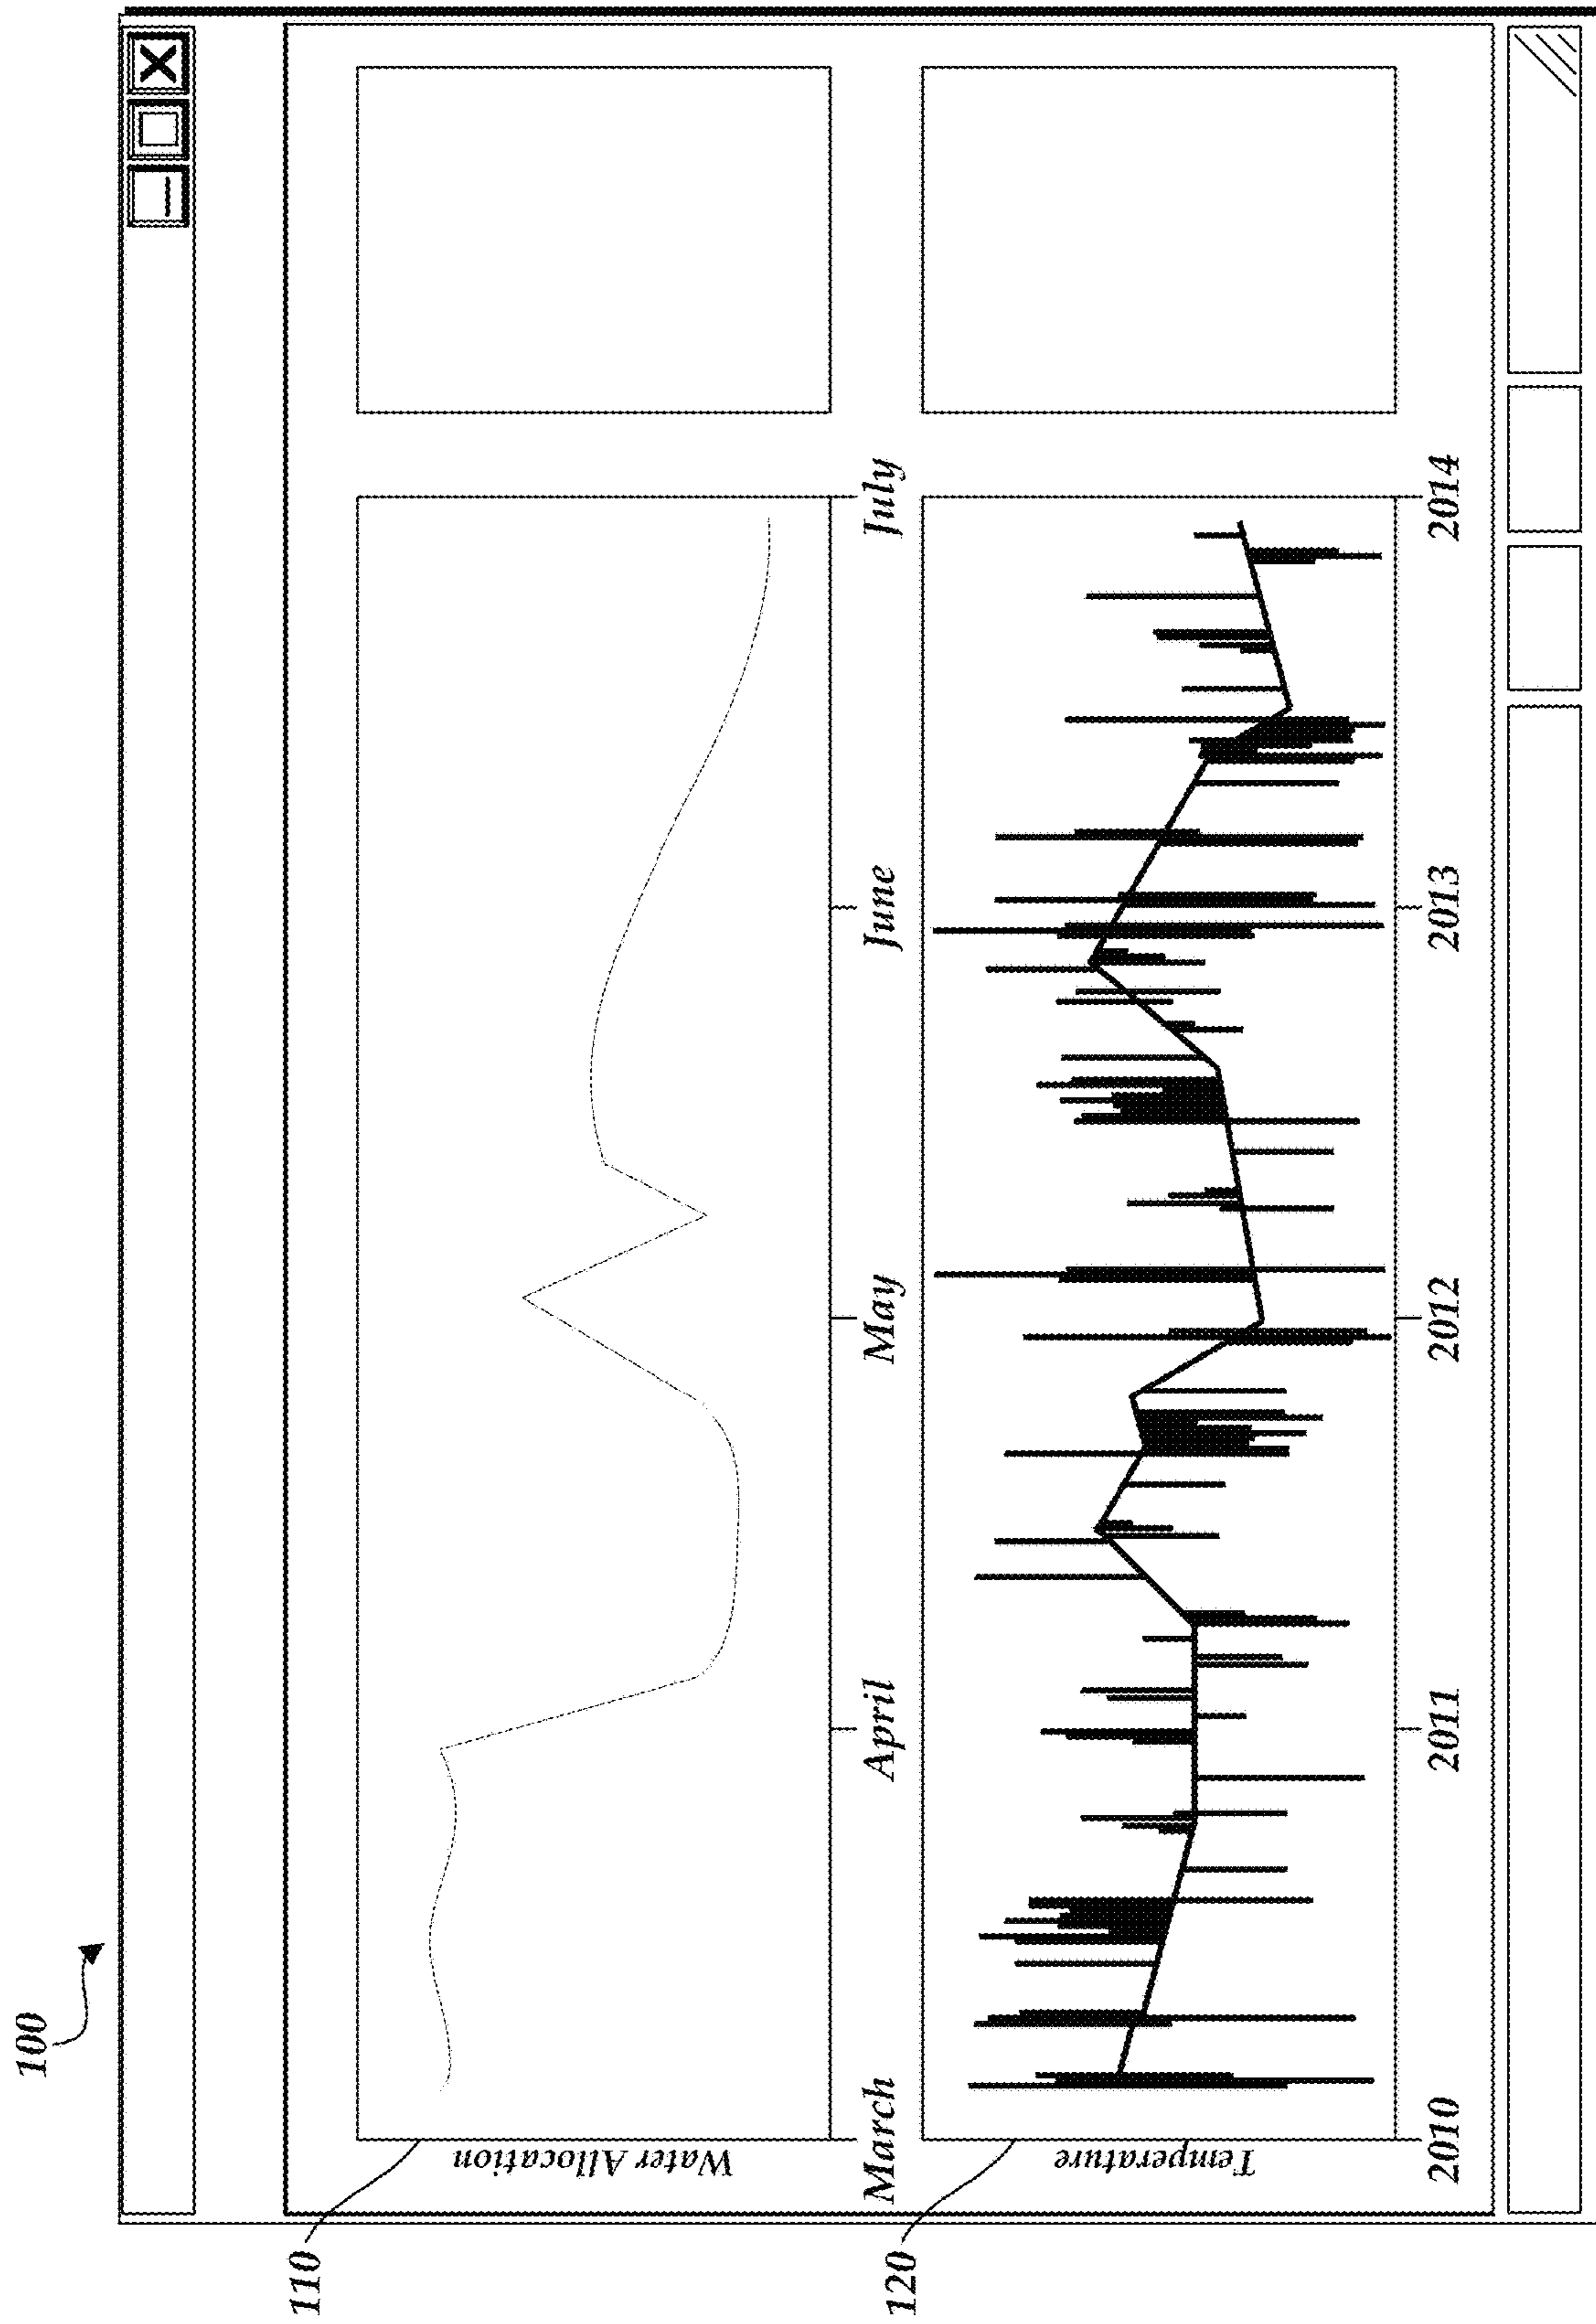 100
110
Water Allocation
March April May June July
120
Temperature
2010 2011 2012 2013 2014